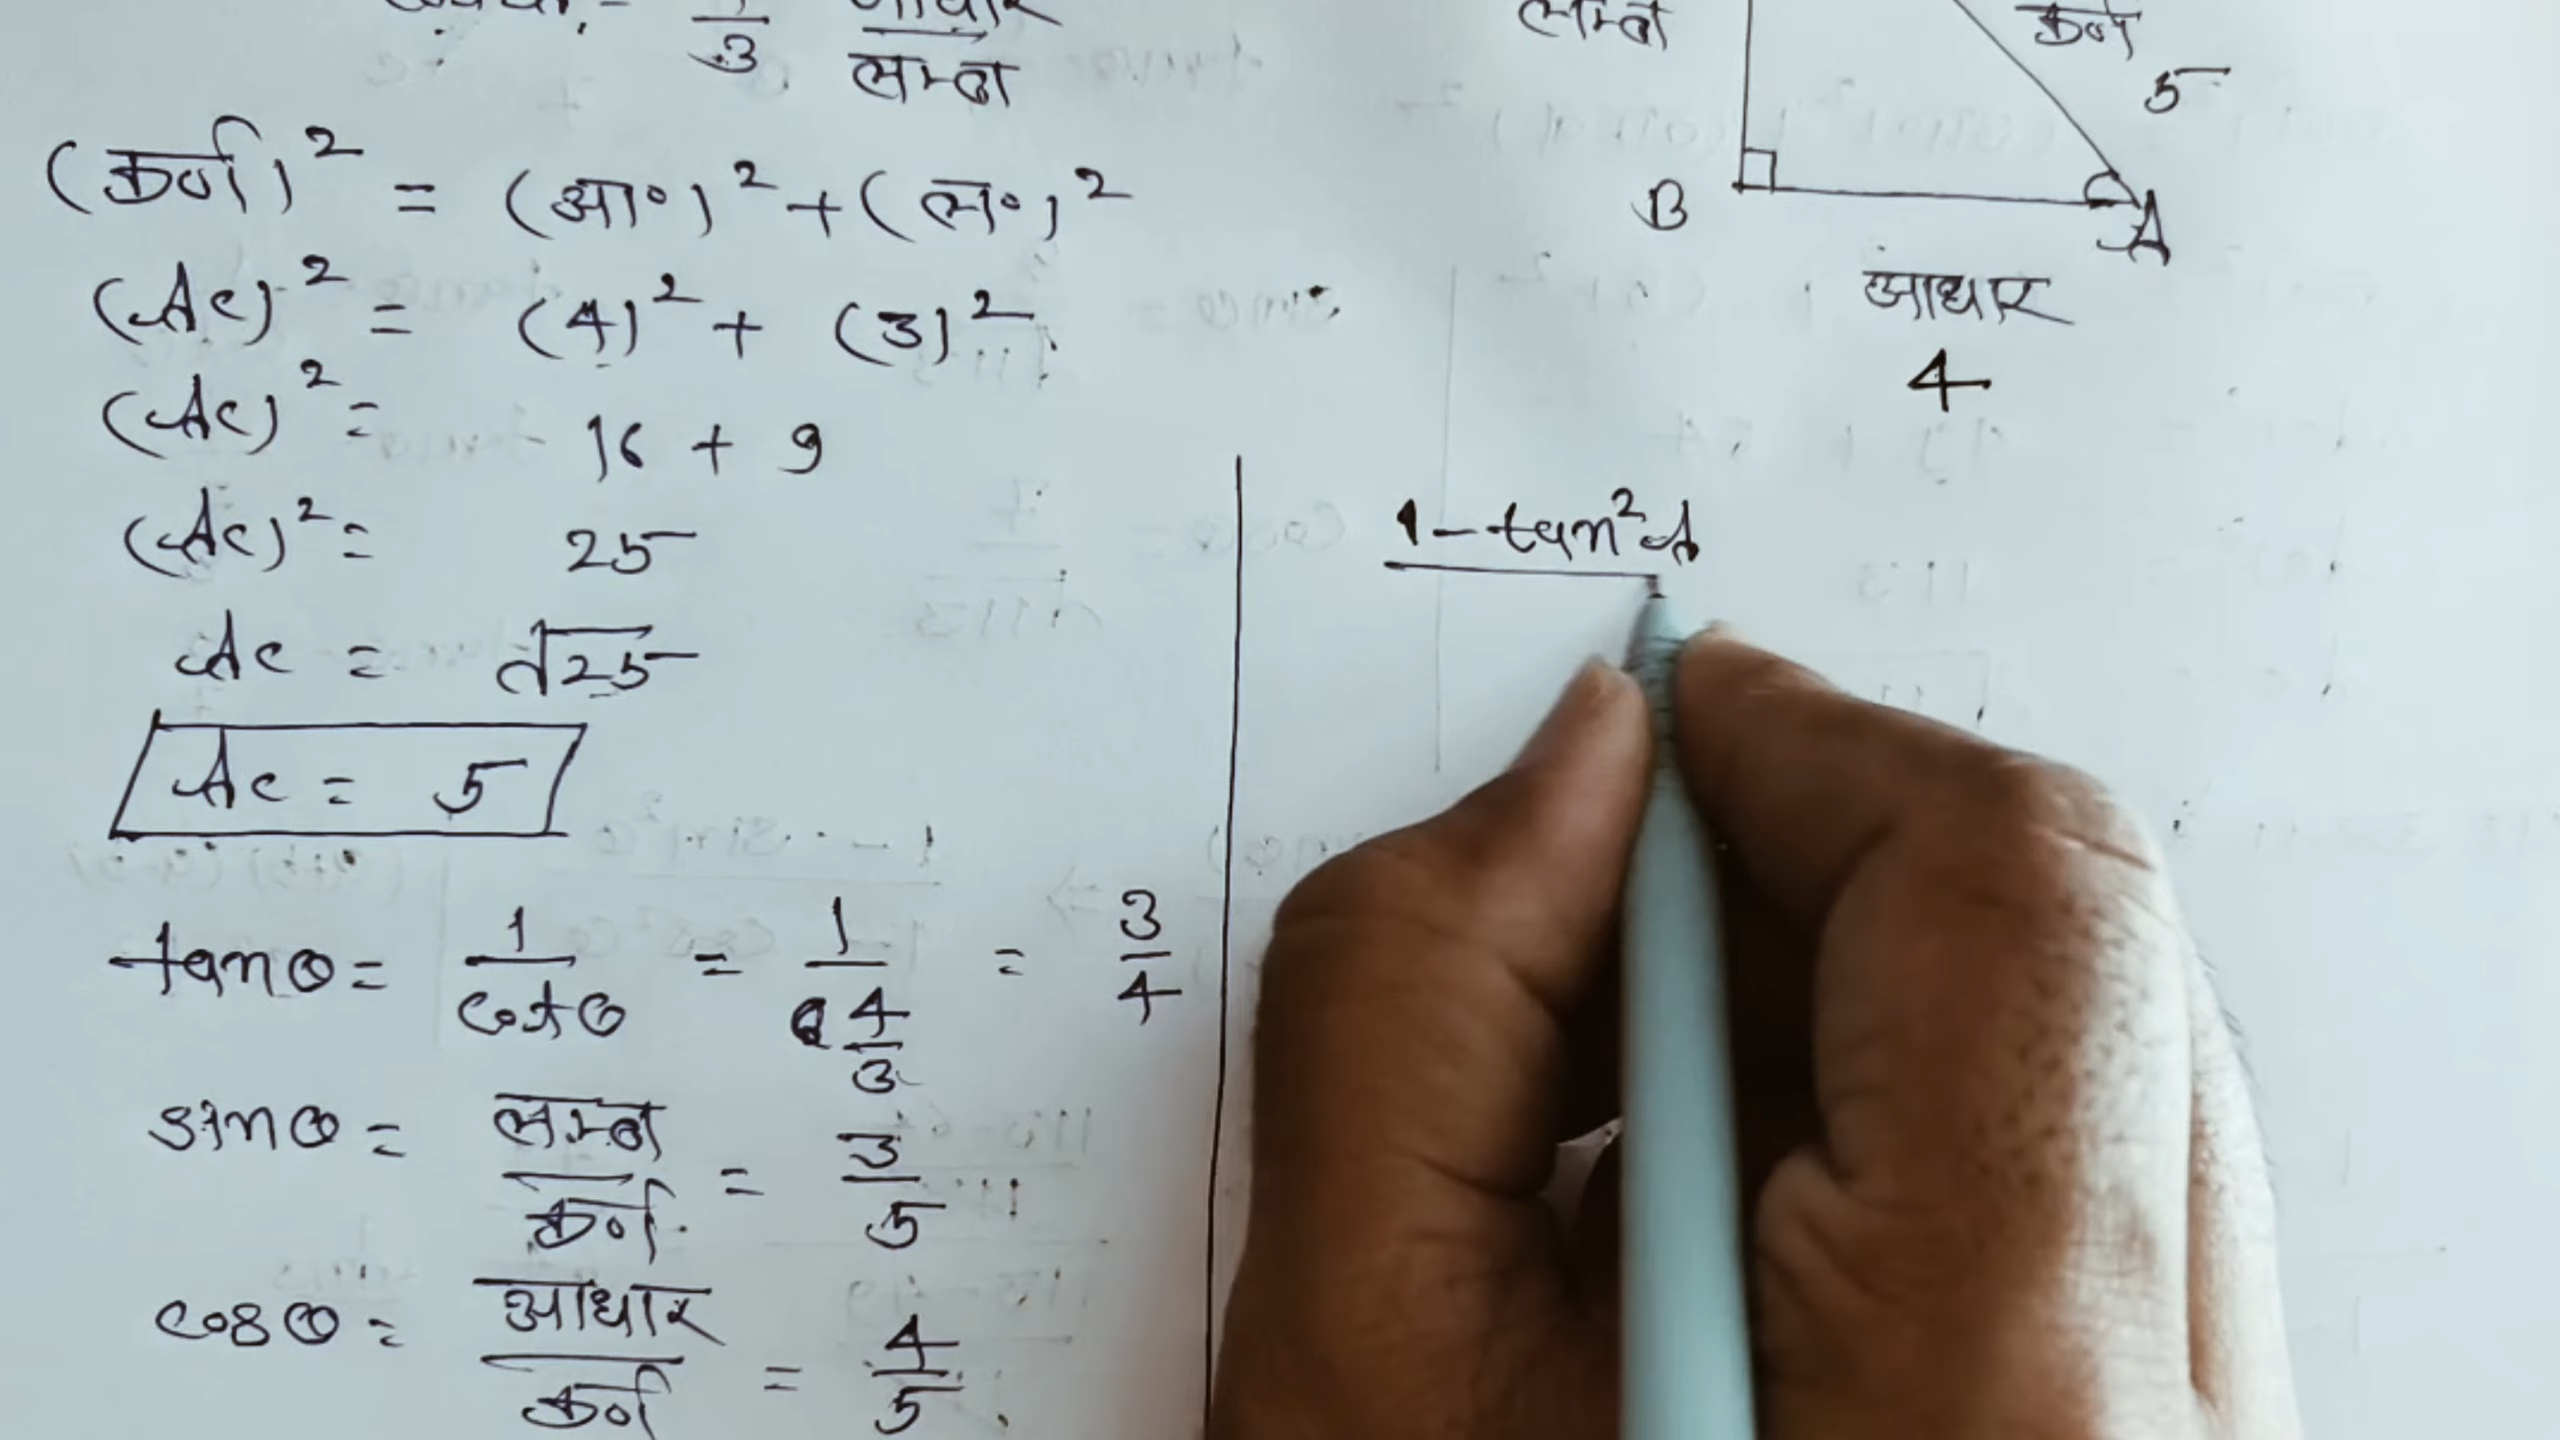 1/3 आधार/लम्ब
(कर्ण)² = (आ०)² + (ल०)²
(AC)² = (4)² + (3)²
(AC)² = 16 + 9
(AC)² = 25
AC = √25
AC = 5
tanθ = 1/cotθ = 1/(4/3) = 3/4
sinθ = लम्ब/कर्ण = 3/5
cosθ = आधार/कर्ण = 4/5
लम्ब
कर्ण
5
B
A
आधार
4
1 - tan²A